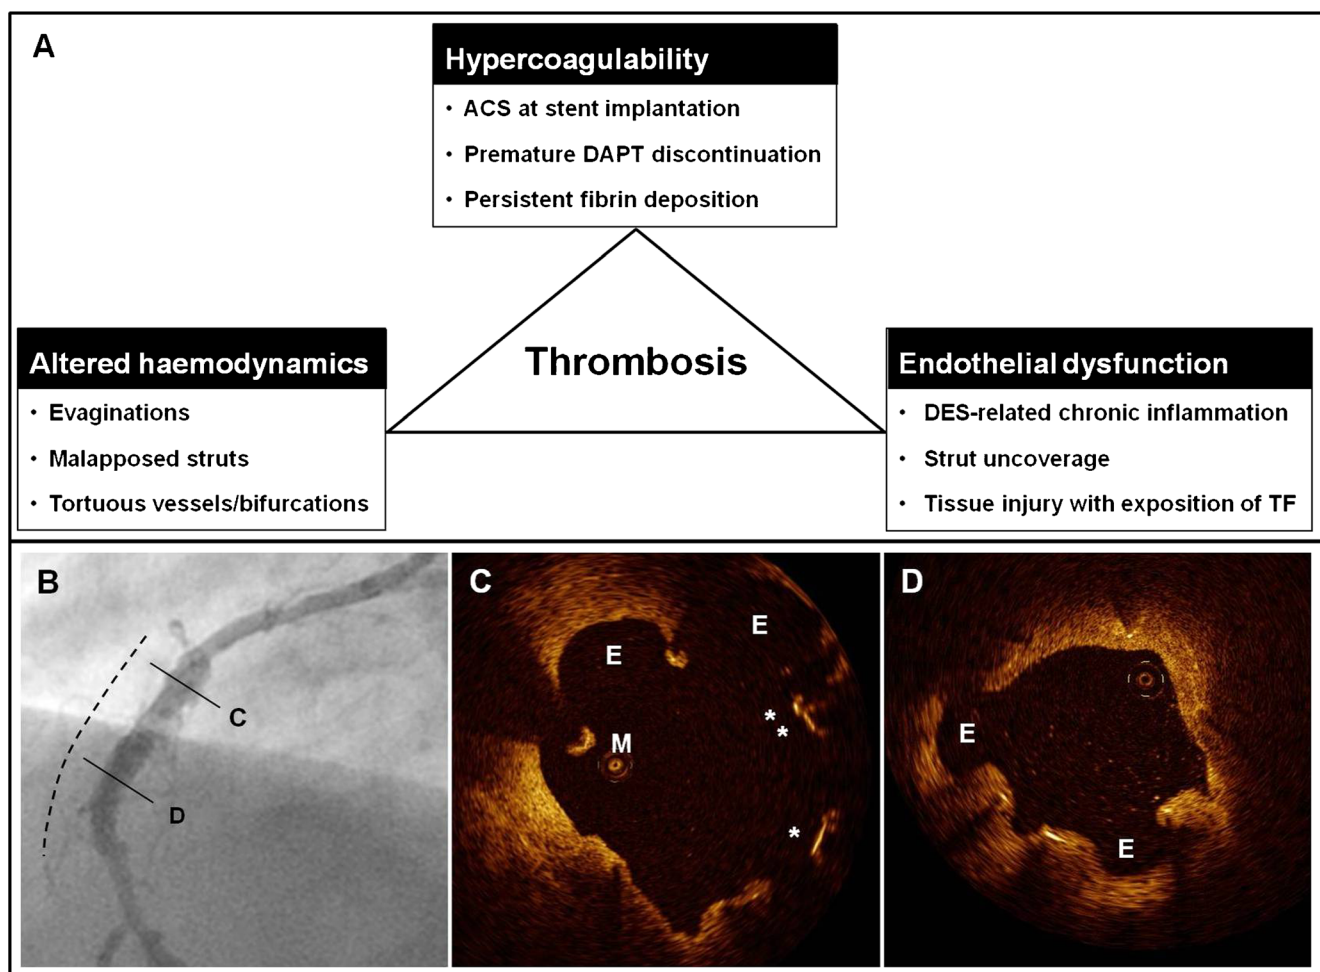 A
Hypercoagulability
• ACS at stent implantation
• Premature DAPT discontinuation
• Persistent fibrin deposition
Thrombosis
Altered haemodynamics
• Evaginations
• Malapposed struts
• Tortuous vessels/bifurcations
Endothelial dysfunction
• DES-related chronic inflammation
• Strut uncoverage
• Tissue injury with exposition of TF
B
C
D
C
E
E
*
*
M
*
D
E
E